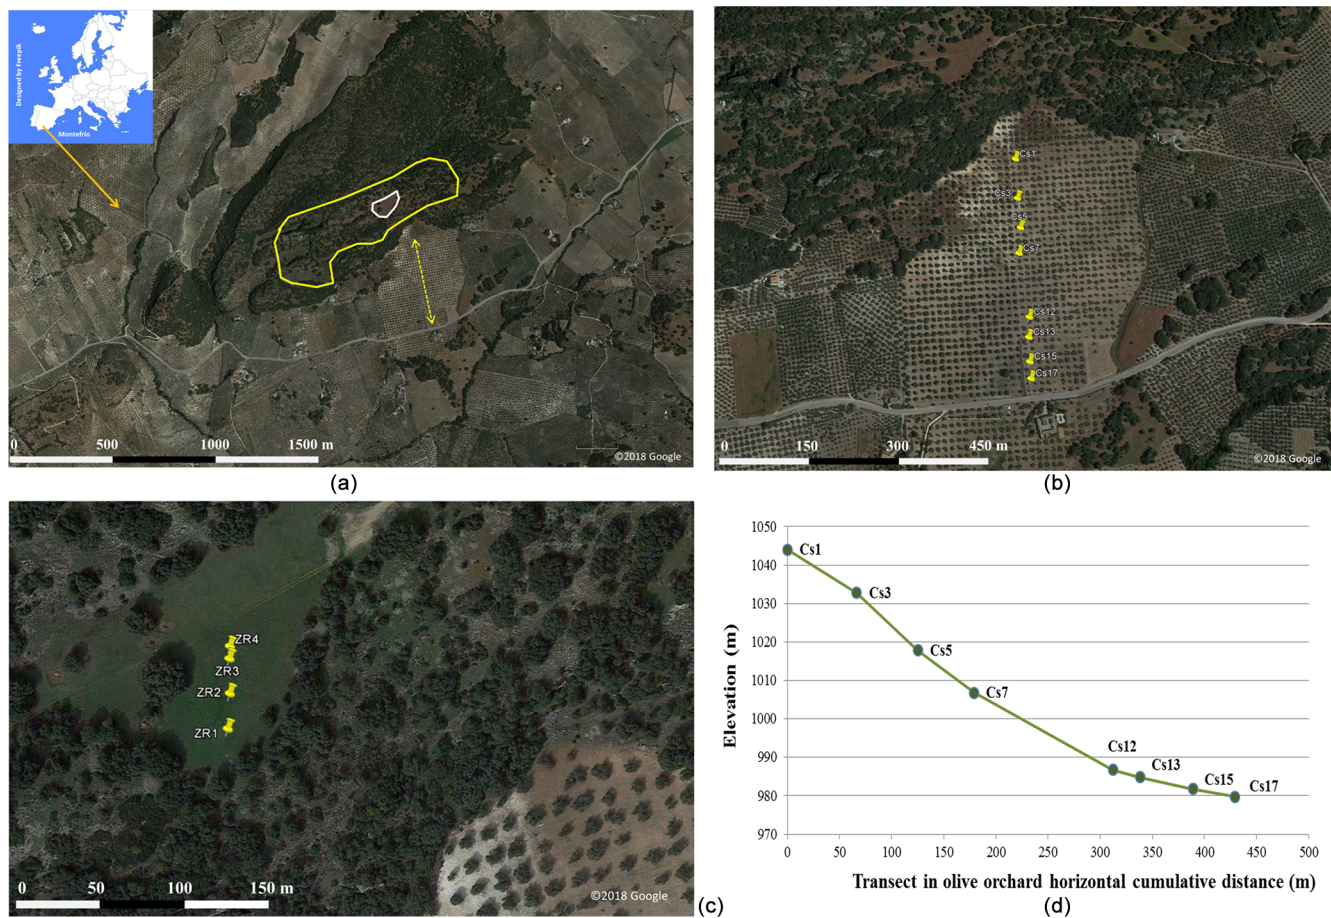 Designed by Freepik
Montefrío
0 500 1000 1500 m
©2018 Google
(a)
Cs1
Cs3
Cs5
Cs7
Cs12
Cs13
Cs15
Cs17
0 150 300 450 m
©2018 Google
(b)
ZR4
ZR3
ZR2
ZR1
0 50 100 150 m
©2018 Google
(c)
1050
1040
1030
1020
1010
1000
990
980
970
Elevation (m)
Cs1
Cs3
Cs5
Cs7
Cs12
Cs13
Cs15
Cs17
0 50 100 150 200 250 300 350 400 450 500
Transect in olive orchard horizontal cumulative distance (m)
(d)